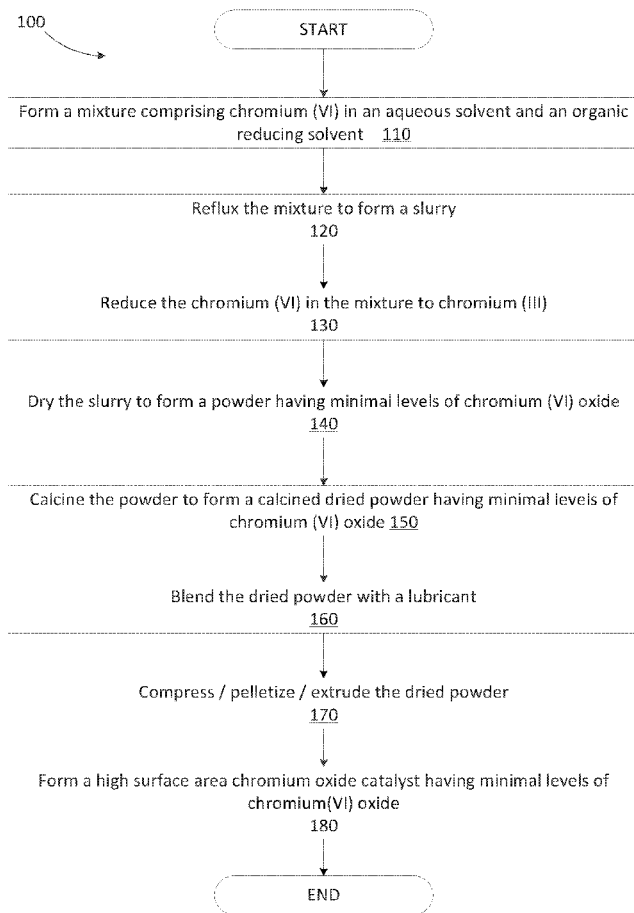 100
START
Form a mixture comprising chromium (VI) in an aqueous solvent and an organic
reducing solvent 110
Reflux the mixture to form a slurry
120
Reduce the chromium (VI) in the mixture to chromium (III)
130
Dry the slurry to form a powder having minimal levels of chromium (VI) oxide
140
Calcine the powder to form a calcined dried powder having minimal levels of
chromium (VI) oxide 150
Blend the dried powder with a lubricant
160
Compress / pelletize / extrude the dried powder
170
Form a high surface area chromium oxide catalyst having minimal levels of
chromium(VI) oxide
180
END